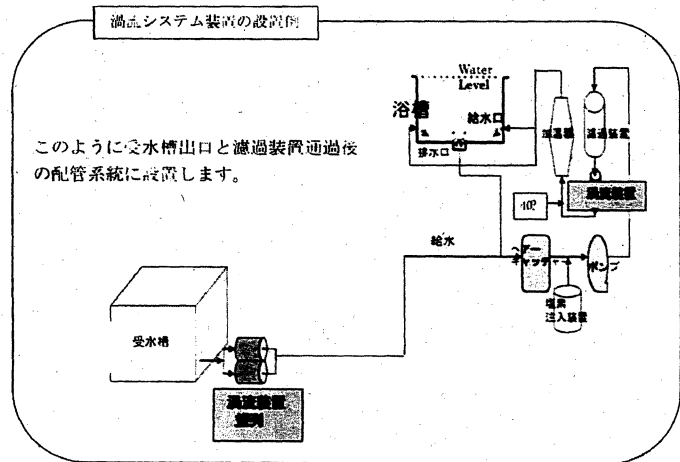 渦流システム装置の設置例
このように受水槽出口と濾過装置通過後
の配管系統に設置します。
Water
Level
浴槽
給水口
排水口
加温器
濾過装置
渦流装置
給水
ヘアー
キャッチャー
ポンプ
塩素
注入装置
受水槽
渦流装置
並列